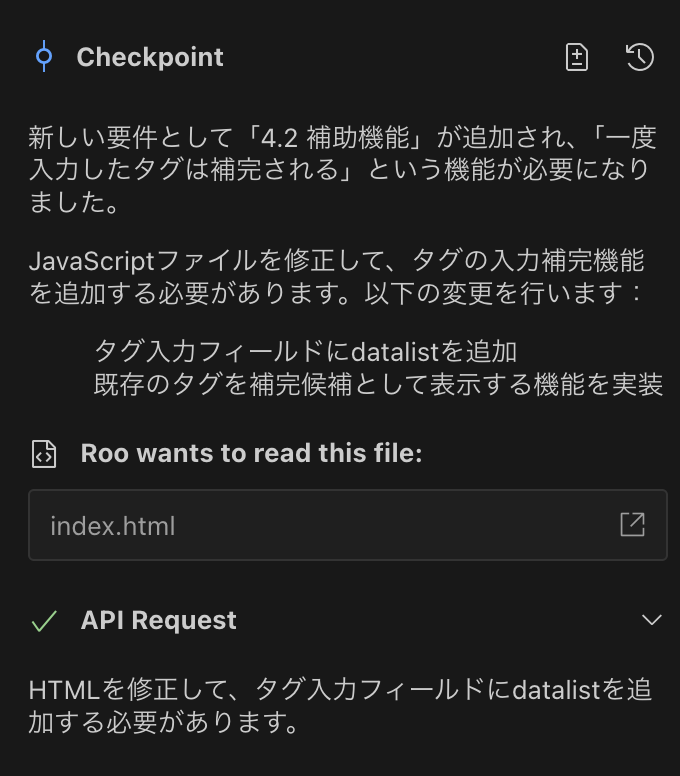 Checkpoint
新しい要件として「4.2 補助機能」が追加され、「一度
入力したタグは補完される」という機能が必要になり
ました。
JavaScriptファイルを修正して、タグの入力補完機能
を追加する必要があります。以下の変更を行います：
タグ入力フィールドにdatalistを追加
既存のタグを補完候補として表示する機能を実装
Roo wants to read this file:
index.html
API Request
HTMLを修正して、タグ入力フィールドにdatalistを追
加する必要があります。